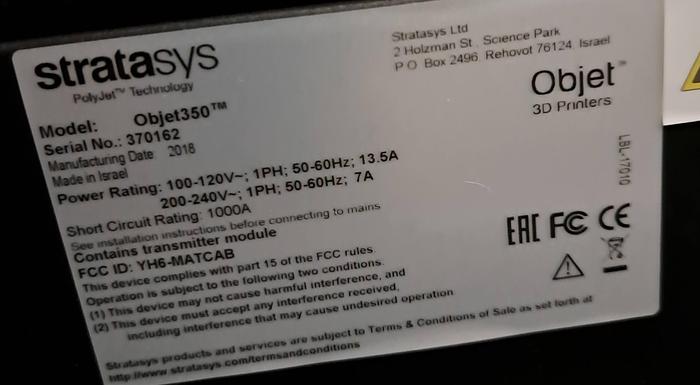 stratasys
PolyJet™ Technology
Stratasys Ltd
2 Holzman St., Science Park
P.O. Box 2496, Rehovot 76124, Israel
Objet™
3D Printers
Model: Objet350™
Serial No.: 370162
Manufacturing Date: 2018
Made in Israel
Power Rating: 100-120V~; 1PH; 50-60Hz; 13.5A
200-240V~; 1PH; 50-60Hz; 7A
Short Circuit Rating: 1000A
See installation instructions before connecting to mains
Contains transmitter module
FCC ID: YH6-MATCAB
This device complies with part 15 of the FCC rules.
Operation is subject to the following two conditions.
(1) This device may not cause harmful interference, and
(2) This device must accept any interference received,
including interference that may cause undesired operation
Stratasys products and services are subject to Terms & Conditions of Sale as set forth at
http://www.stratasys.com/termsandconditions
LBL-17010
EAC FC CE